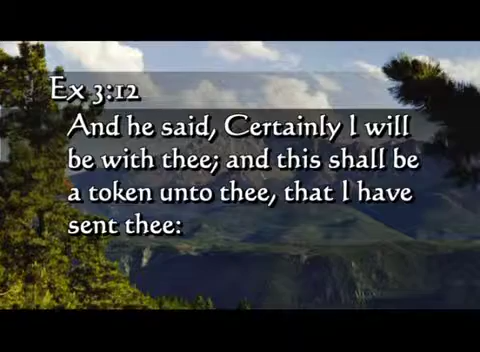 Ex 3:12
And he said, Certainly I will
be with thee; and this shall be
a token unto thee, that I have
sent thee: